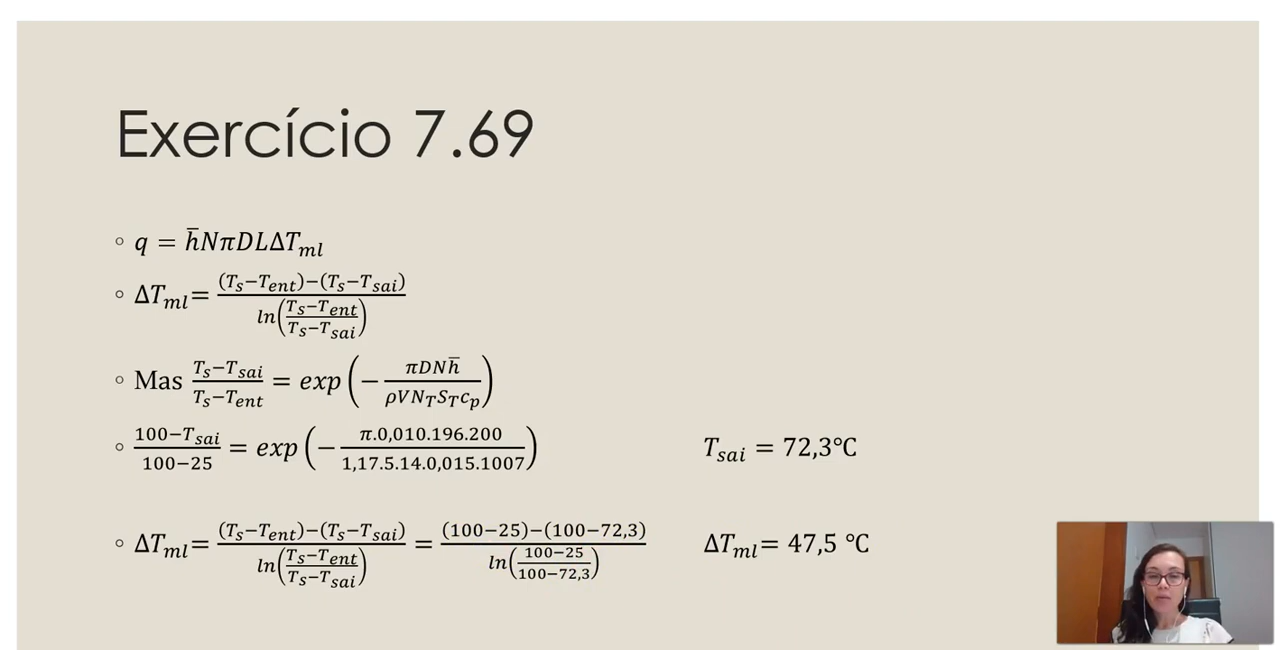 Exercício 7.69
◦ q = h̄NπDLΔT_ml
◦ ΔT_ml = ((T_s−T_ent)−(T_s−T_sai))/(ln((T_s−T_ent)/(T_s−T_sai)))
◦ Mas (T_s−T_sai)/(T_s−T_ent) = exp(−(πDNh̄)/(ρVN_TS_Tc_p))
◦ (100−T_sai)/(100−25) = exp(−(π.0,010.196.200)/(1,17.5.14.0,015.1007)) T_sai = 72,3°C
◦ ΔT_ml = ((T_s−T_ent)−(T_s−T_sai))/(ln((T_s−T_ent)/(T_s−T_sai))) = ((100−25)−(100−72,3))/(ln((100−25)/(100−72,3))) ΔT_ml = 47,5 °C